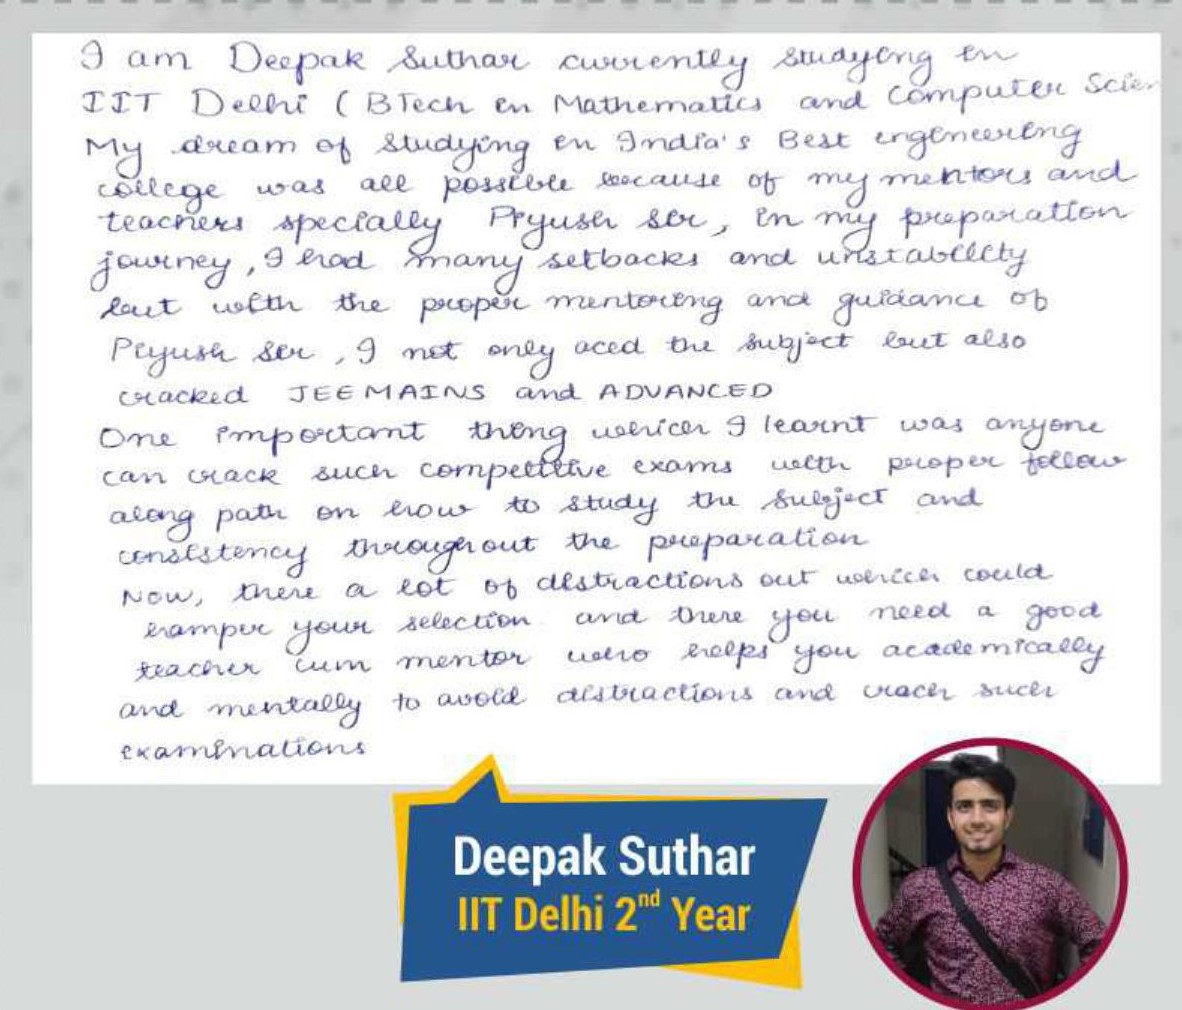 I am Deepak Suthar currently studying in
IIT Delhi ( BTech in Mathematics and Computer Scien
My dream of studying in India's Best engineering
college was all possible because of my mentors and
teachers specially Piyush sir, in my preparation
journey, I had many setbacks and unstability
but with the proper mentoring and guidance of
Piyush sir, I not only aced the subject but also
cracked JEE MAINS and ADVANCED
One important thing which I learnt was anyone
can crack such competitive exams with proper follow
along path on how to study the subject and
consistency throughout the preparation
Now, there a lot of distractions out which could
hamper your selection and there you need a good
teacher cum mentor who helps you academically
and mentally to avoid distractions and crack such
examinations
Deepak Suthar
IIT Delhi 2nd Year